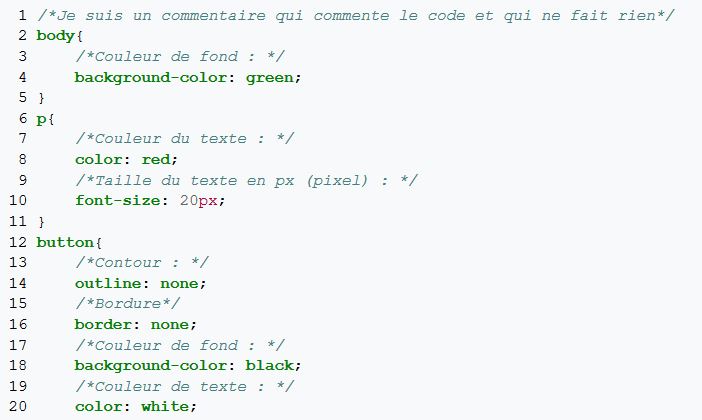 1 /*Je suis un commentaire qui commente le code et qui ne fait rien*/
2 body{
3 /*Couleur de fond : */
4 background-color: green;
5 }
6 p{
7 /*Couleur du texte : */
8 color: red;
9 /*Taille du texte en px (pixel) : */
10 font-size: 20px;
11 }
12 button{
13 /*Contour : */
14 outline: none;
15 /*Bordure*/
16 border: none;
17 /*Couleur de fond : */
18 background-color: black;
19 /*Couleur de texte : */
20 color: white;